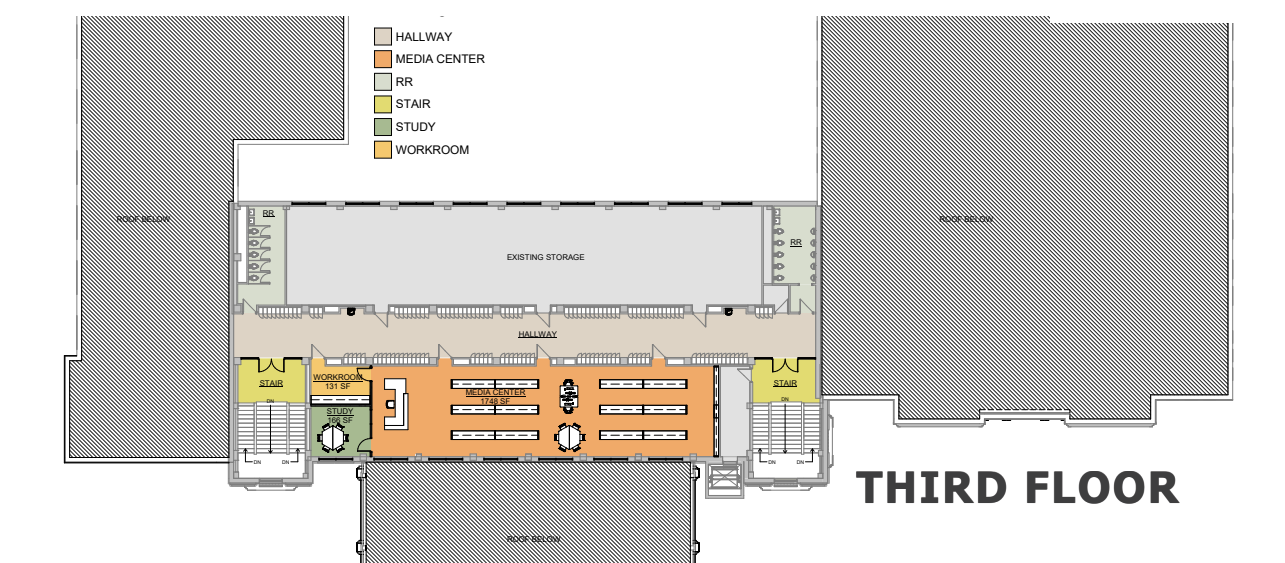 HALLWAY
MEDIA CENTER
RR
STAIR
STUDY
WORKROOM
RR
ROOF BELOW
ROOF BELOW
RR
EXISTING STORAGE
HALLWAY
WORKROOM
131 SF
STAIR
STAIR
MEDIA CENTER
1748 SF
DN
DN
STUDY
166 SF
DN
DN
DN
DN
THIRD FLOOR
ROOF BELOW